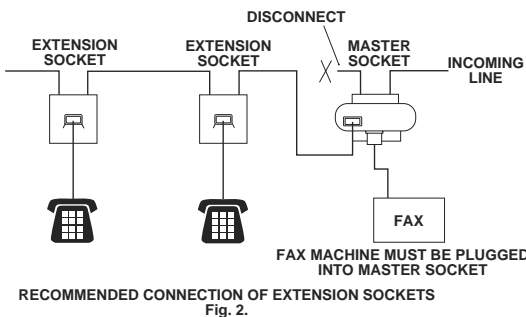 DISCONNECT
EXTENSION
SOCKET
EXTENSION
SOCKET
MASTER
SOCKET
INCOMING
LINE
FAX
FAX MACHINE MUST BE PLUGGED
INTO MASTER SOCKET
RECOMMENDED CONNECTION OF EXTENSION SOCKETS
Fig. 2.